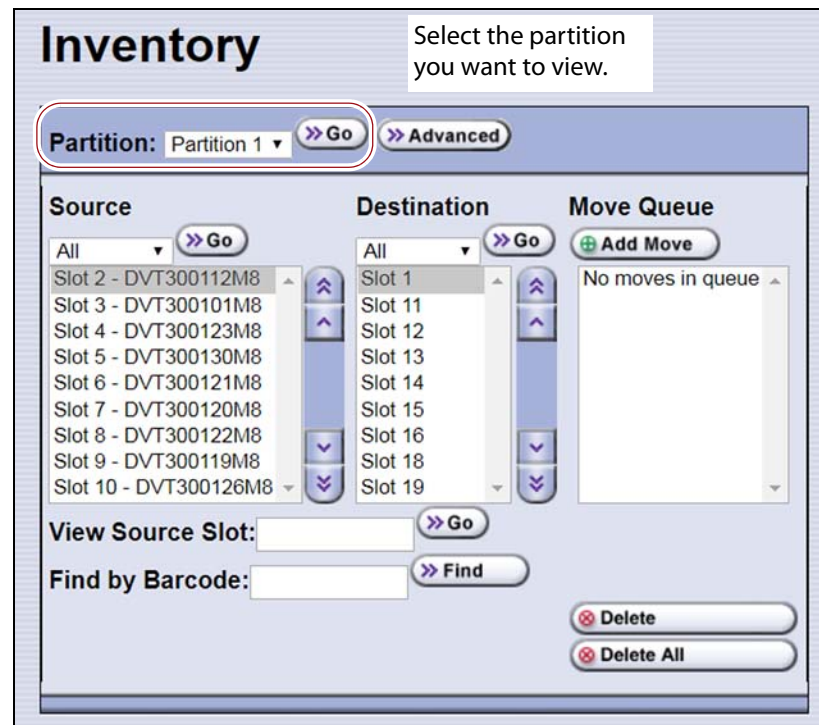 Inventory
Select the partition
you want to view.
Partition: Partition 1 Go Advanced
Source Destination Move Queue
All Go All Go Add Move
Slot 2 - DVT300112M8 Slot 1 No moves in queue
Slot 3 - DVT300101M8 Slot 11
Slot 4 - DVT300123M8 Slot 12
Slot 5 - DVT300130M8 Slot 13
Slot 6 - DVT300121M8 Slot 14
Slot 7 - DVT300120M8 Slot 15
Slot 8 - DVT300122M8 Slot 16
Slot 9 - DVT300119M8 Slot 18
Slot 10 - DVT300126M8 Slot 19
View Source Slot: Go
Find by Barcode: Find
Delete
Delete All